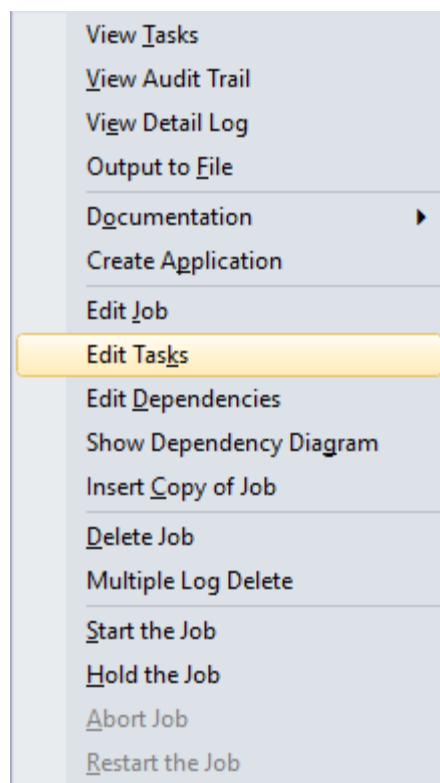 View Tasks
View Audit Trail
View Detail Log
Output to File
Documentation
Create Application
Edit Job
Edit Tasks
Edit Dependencies
Show Dependency Diagram
Insert Copy of Job
Delete Job
Multiple Log Delete
Start the Job
Hold the Job
Abort Job
Restart the Job